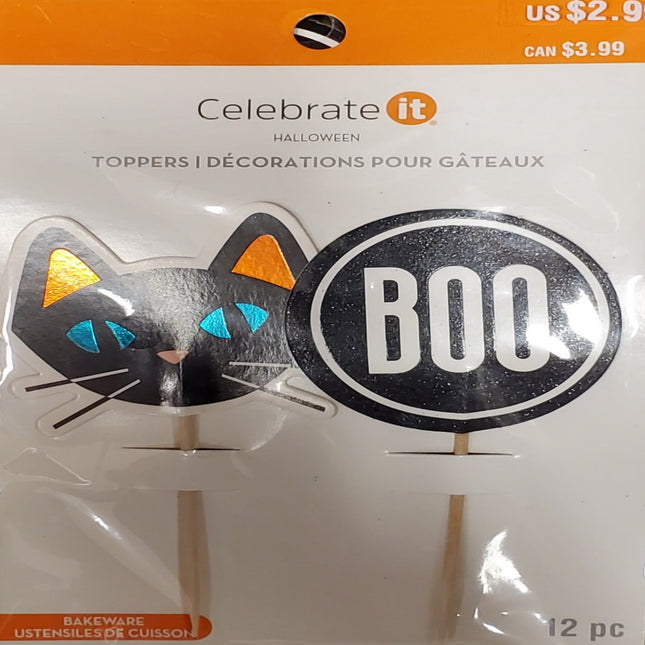 US $2.9
CAN $3.99
Celebrate it
HALLOWEEN
TOPPERS | DÉCORATIONS POUR GÂTEAUX
BOO
BAKEWARE
USTENSILES DE CUISSON
12 pc